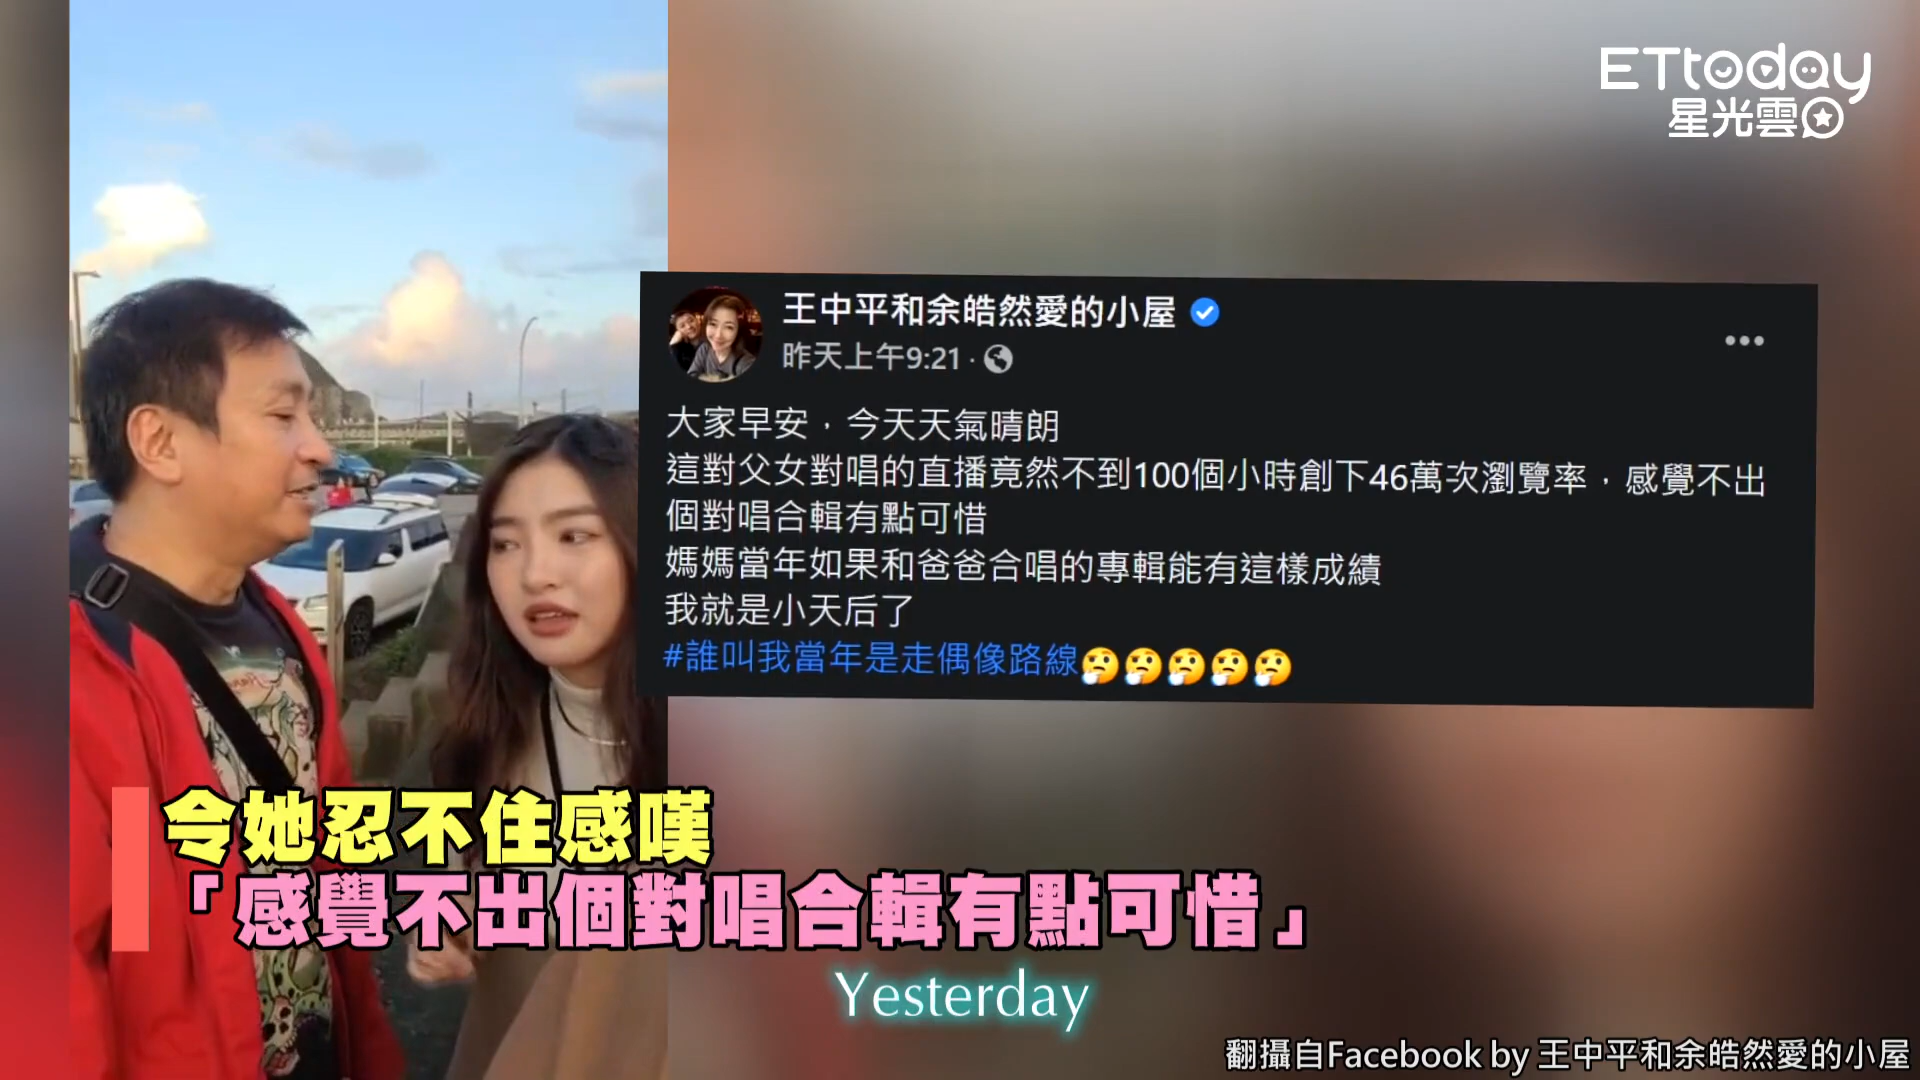 ETtoday
星光雲
王中平和余皓然愛的小屋
昨天上午9:21
大家早安，今天天氣晴朗
這對父女對唱的直播竟然不到100個小時創下46萬次瀏覽率，感覺不出
個對唱合輯有點可惜
媽媽當年如果和爸爸合唱的專輯能有這樣成績
我就是小天后了
#誰叫我當年是走偶像路線🤔🤔🤔🤔🤔
令她忍不住感嘆
「感覺不出個對唱合輯有點可惜」
Yesterday
翻攝自Facebook by 王中平和余皓然愛的小屋